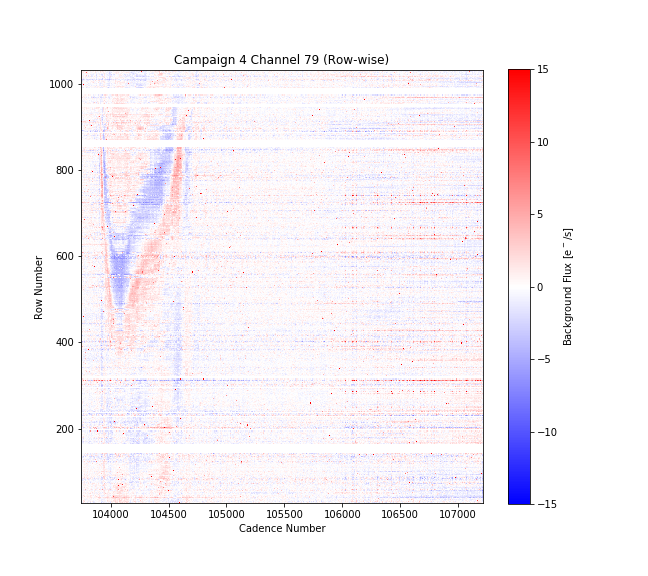 Campaign 4 Channel 79 (Row-wise)
1000
800
600
400
200
Row Number
104000 104500 105000 105500 106000 106500 107000
Cadence Number
15
10
5
0
−5
−10
−15
Background Flux [e⁻/s]